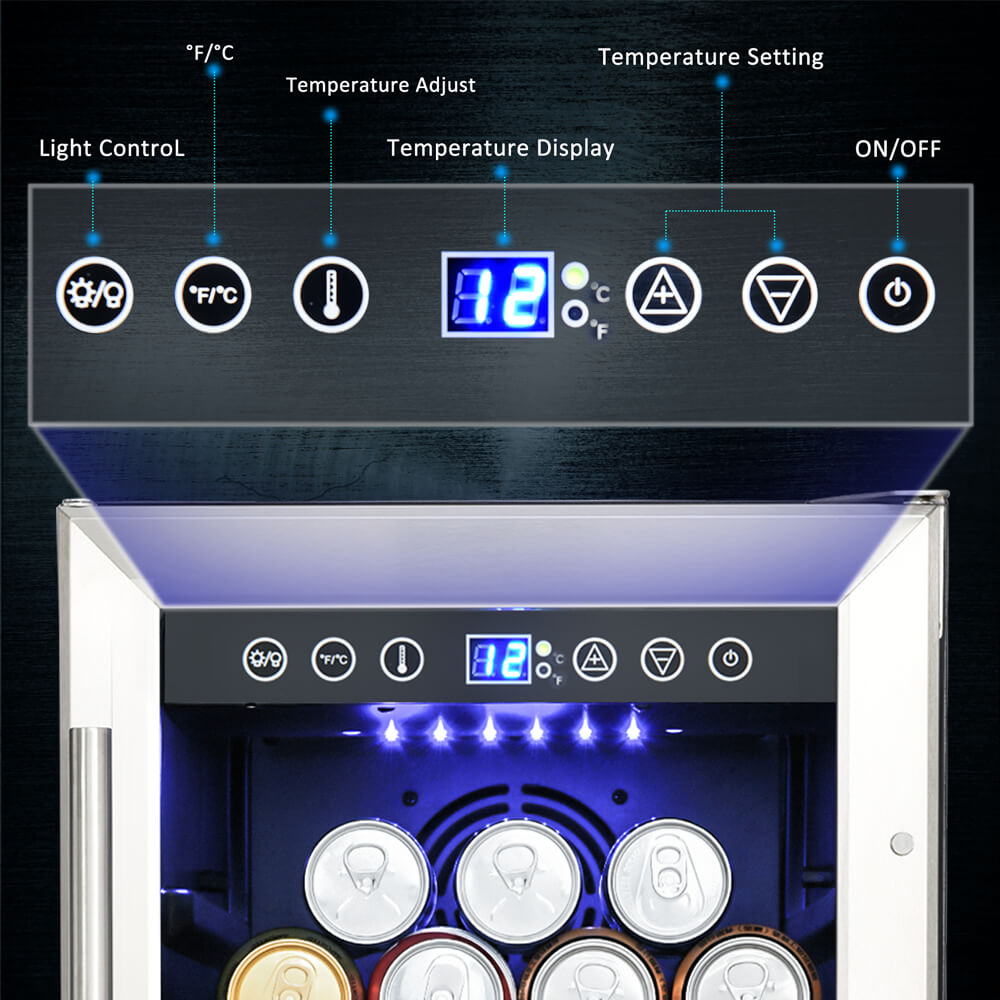 °F/°C
Temperature Setting
Temperature Adjust
Light ControL
Temperature Display
ON/OFF
°F/°C
12
°C
°F
°F/°C
12
°C
°F